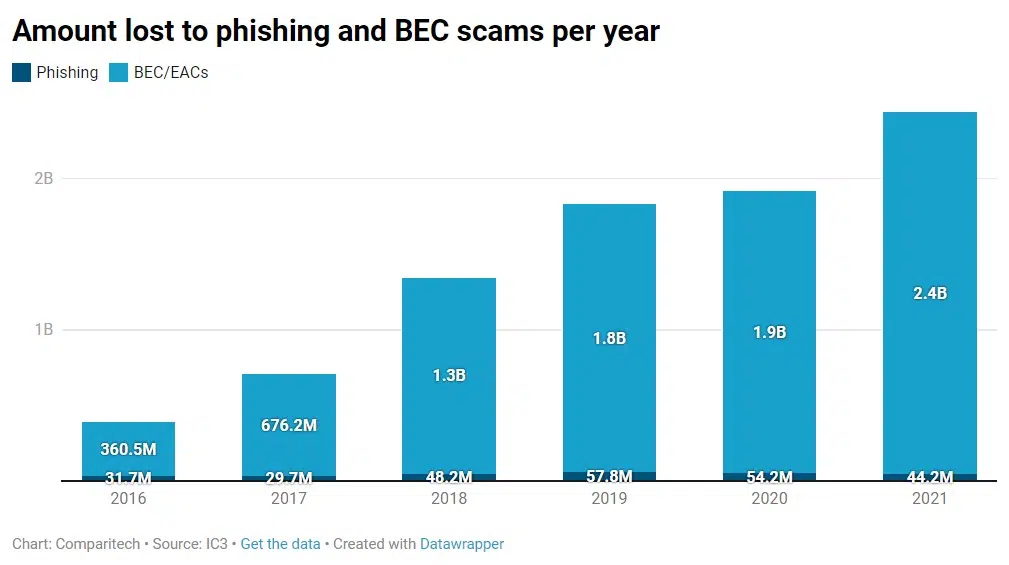 Amount lost to phishing and BEC scams per year
Phishing BEC/EACs
2B
1B
360.5M
676.2M
1.3B
1.8B
1.9B
2.4B
31.7M
29.7M
48.2M
57.8M
54.2M
44.2M
2016
2017
2018
2019
2020
2021
Chart: Comparitech • Source: IC3 • Get the data • Created with Datawrapper